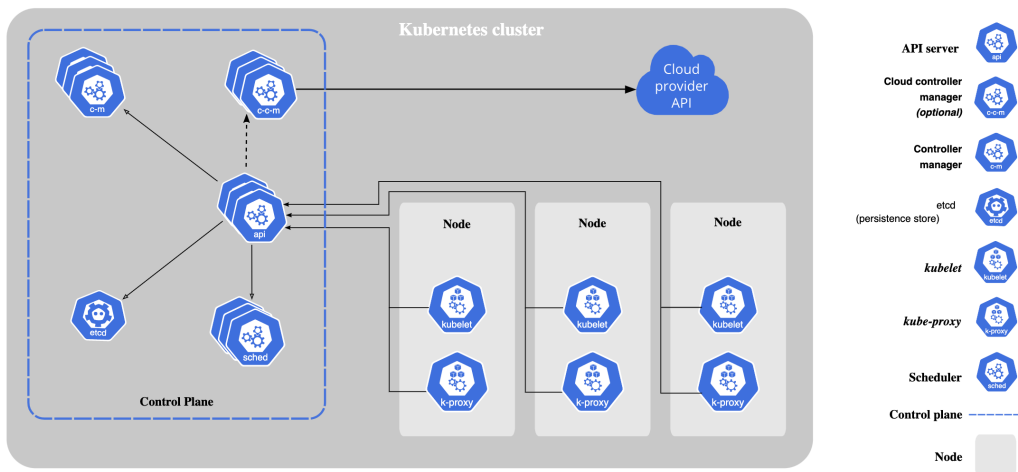 Kubernetes cluster
c-m
c-c-m
Cloud
provider
API
api
etcd
sched
Control Plane
Node
kubelet
k-proxy
Node
kubelet
k-proxy
Node
kubelet
k-proxy
API server
api
Cloud controller
manager
(optional)
c-c-m
Controller
manager
c-m
etcd
(persistence store)
etcd
kubelet
kubelet
kube-proxy
k-proxy
Scheduler
sched
Control plane
Node